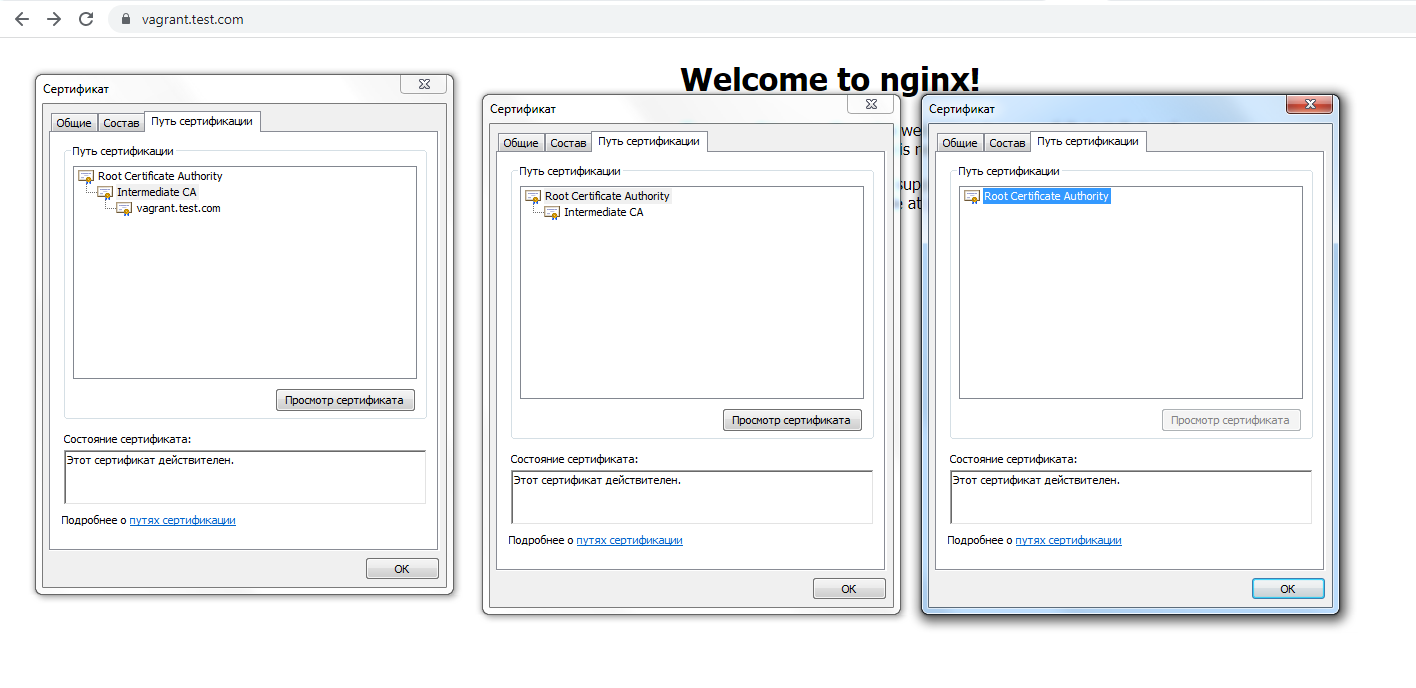 vagrant.test.com
Welcome to nginx!
Сертификат
Общие Состав Путь сертификации
Путь сертификации
Root Certificate Authority
Intermediate CA
vagrant.test.com
Просмотр сертификата
Состояние сертификата:
Этот сертификат действителен.
Подробнее о путях сертификации
OK
Сертификат
Общие Состав Путь сертификации
Путь сертификации
Root Certificate Authority
Intermediate CA
Просмотр сертификата
Состояние сертификата:
Этот сертификат действителен.
Подробнее о путях сертификации
OK
Сертификат
Общие Состав Путь сертификации
Путь сертификации
Root Certificate Authority
Просмотр сертификата
Состояние сертификата:
Этот сертификат действителен.
Подробнее о путях сертификации
OK